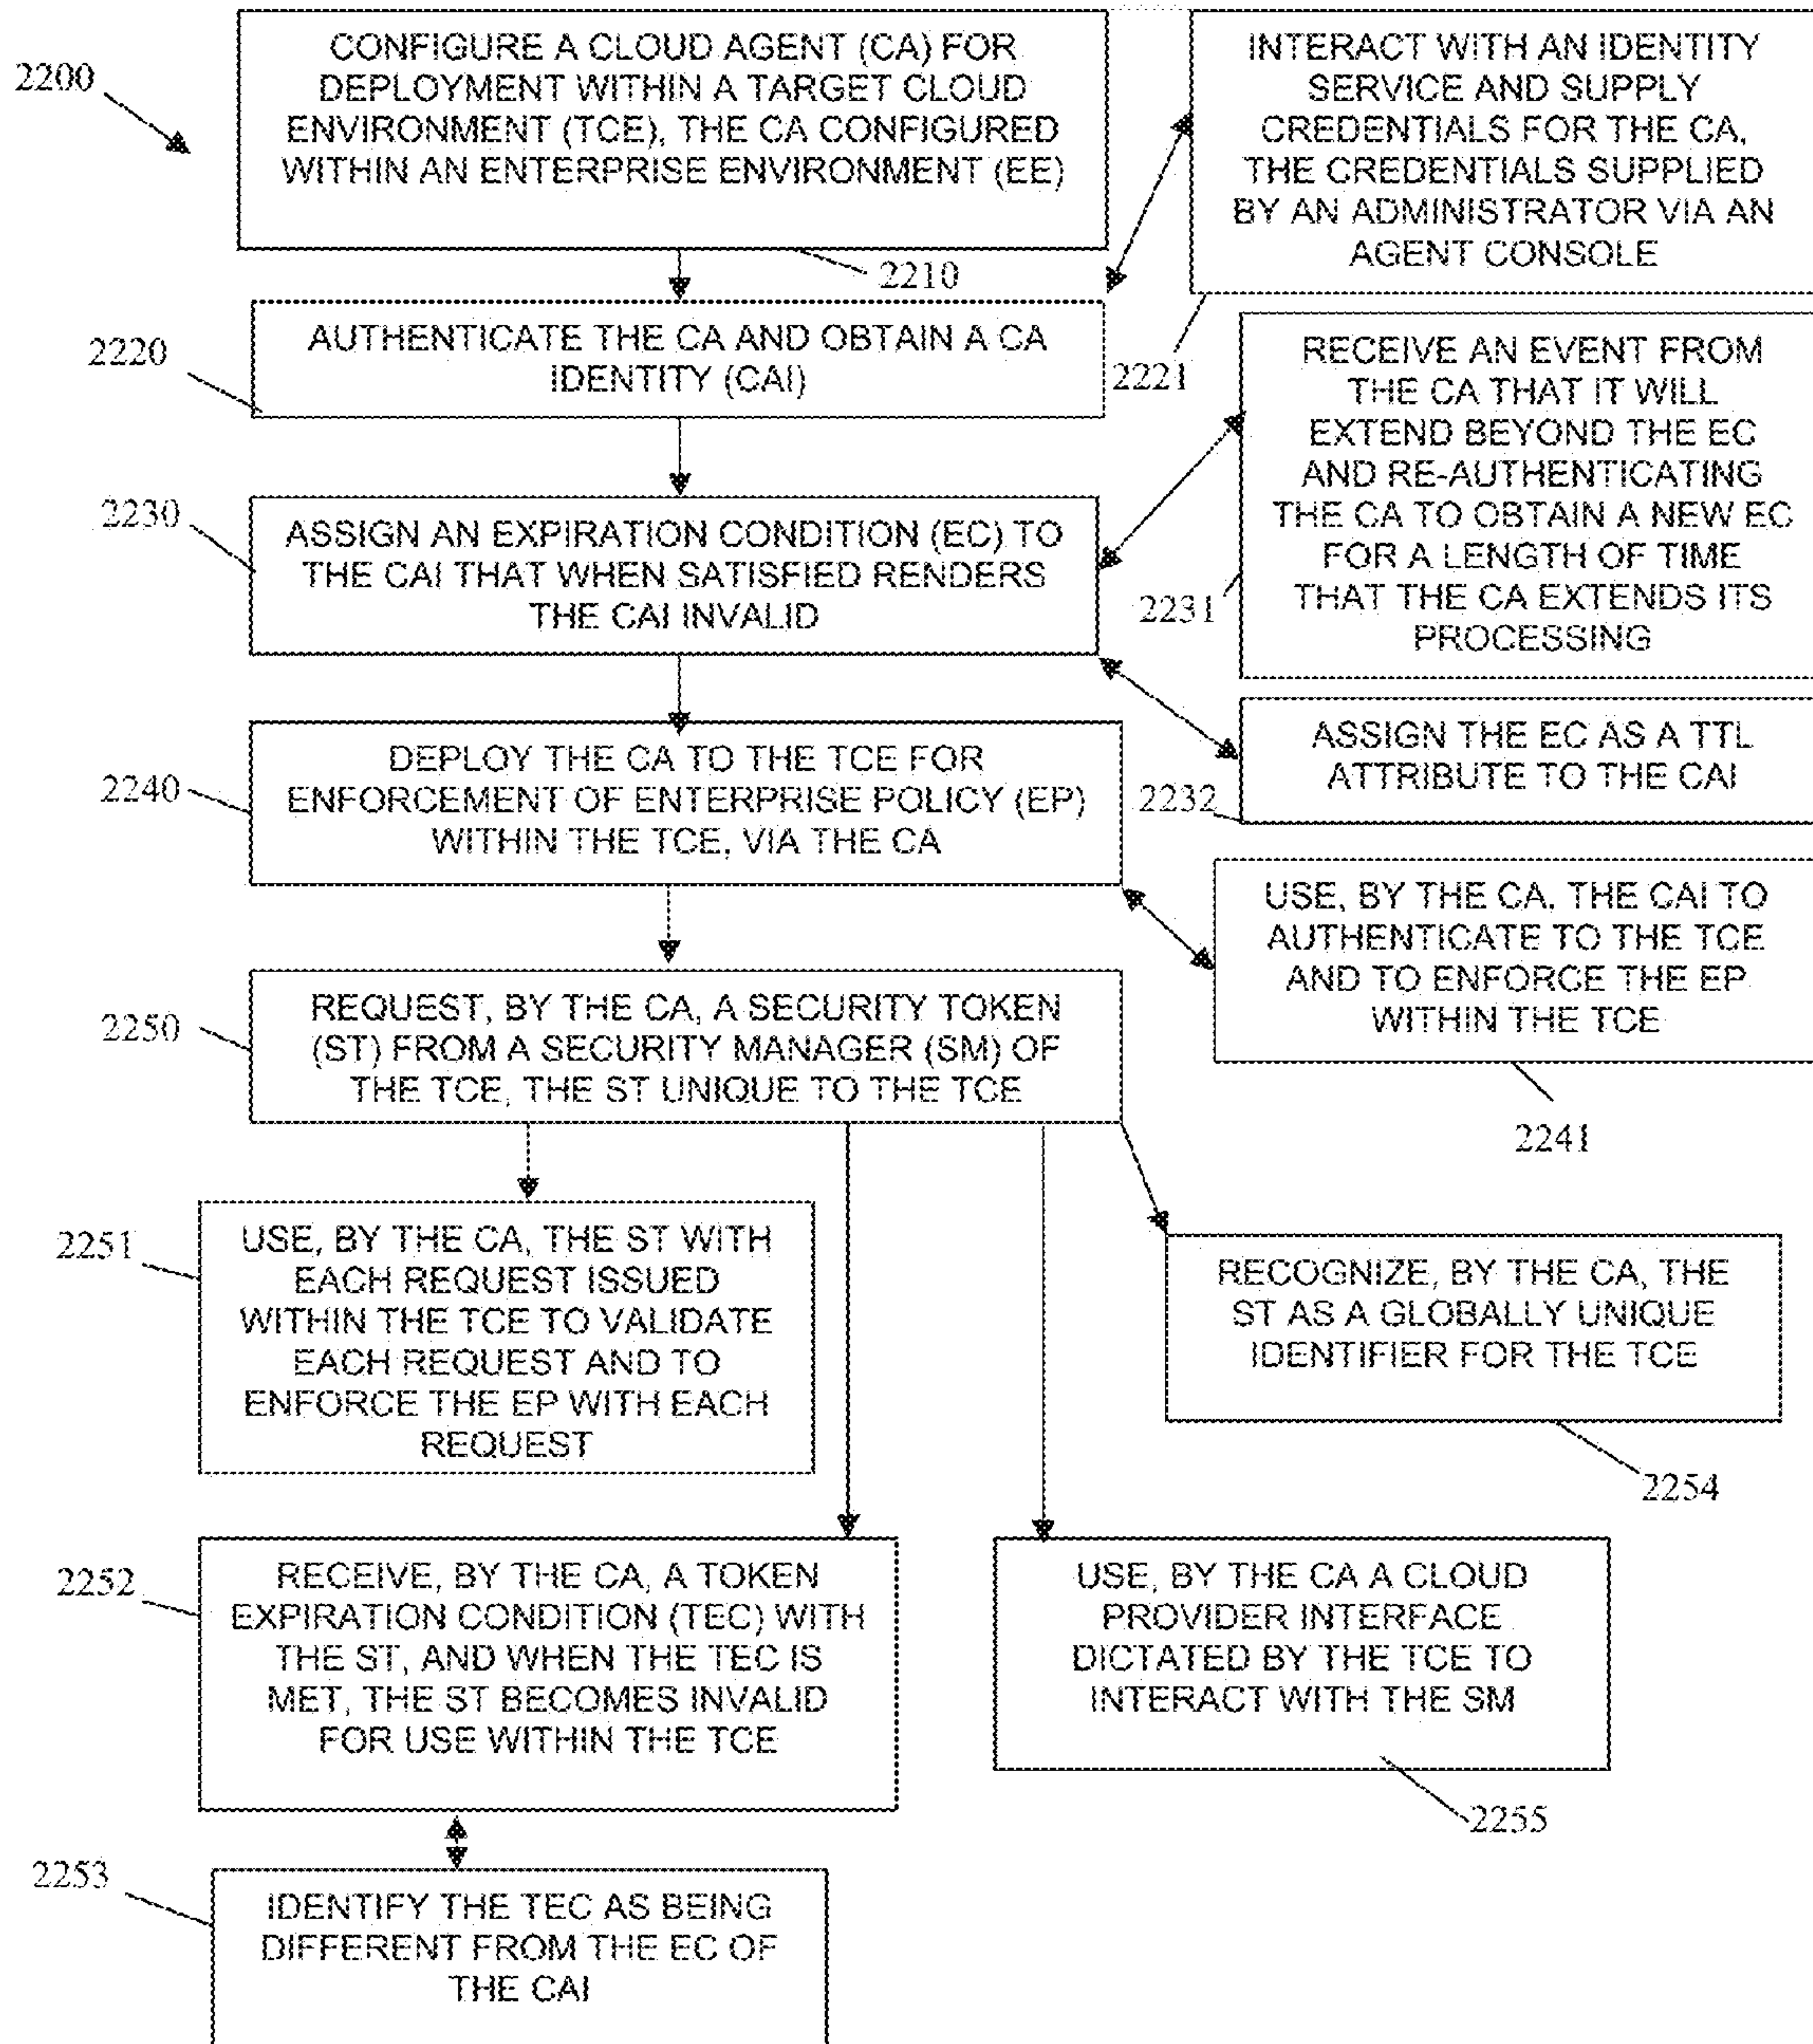 2200
CONFIGURE A CLOUD AGENT (CA) FOR
DEPLOYMENT WITHIN A TARGET CLOUD
ENVIRONMENT (TCE), THE CA CONFIGURED
WITHIN AN ENTERPRISE ENVIRONMENT (EE)
2210
INTERACT WITH AN IDENTITY
SERVICE AND SUPPLY
CREDENTIALS FOR THE CA,
THE CREDENTIALS SUPPLIED
BY AN ADMINISTRATOR VIA AN
AGENT CONSOLE
2221
2220
AUTHENTICATE THE CA AND OBTAIN A CA
IDENTITY (CAI)
RECEIVE AN EVENT FROM
THE CA THAT IT WILL
EXTEND BEYOND THE EC
AND RE-AUTHENTICATING
THE CA TO OBTAIN A NEW EC
FOR A LENGTH OF TIME
THAT THE CA EXTENDS ITS
PROCESSING
2231
2230
ASSIGN AN EXPIRATION CONDITION (EC) TO
THE CAI THAT WHEN SATISFIED RENDERS
THE CAI INVALID
ASSIGN THE EC AS A TTL
ATTRIBUTE TO THE CAI
2232
2240
DEPLOY THE CA TO THE TCE FOR
ENFORCEMENT OF ENTERPRISE POLICY (EP)
WITHIN THE TCE, VIA THE CA
USE, BY THE CA, THE CAI TO
AUTHENTICATE TO THE TCE
AND TO ENFORCE THE EP
WITHIN THE TCE
2241
2250
REQUEST, BY THE CA, A SECURITY TOKEN
(ST) FROM A SECURITY MANAGER (SM) OF
THE TCE, THE ST UNIQUE TO THE TCE
2251
USE, BY THE CA, THE ST WITH
EACH REQUEST ISSUED
WITHIN THE TCE TO VALIDATE
EACH REQUEST AND TO
ENFORCE THE EP WITH EACH
REQUEST
RECOGNIZE, BY THE CA, THE
ST AS A GLOBALLY UNIQUE
IDENTIFIER FOR THE TCE
2254
2252
RECEIVE, BY THE CA, A TOKEN
EXPIRATION CONDITION (TEC) WITH
THE ST, AND WHEN THE TEC IS
MET, THE ST BECOMES INVALID
FOR USE WITHIN THE TCE
USE, BY THE CA A CLOUD
PROVIDER INTERFACE
DICTATED BY THE TCE TO
INTERACT WITH THE SM
2255
2253
IDENTIFY THE TEC AS BEING
DIFFERENT FROM THE EC OF
THE CAI